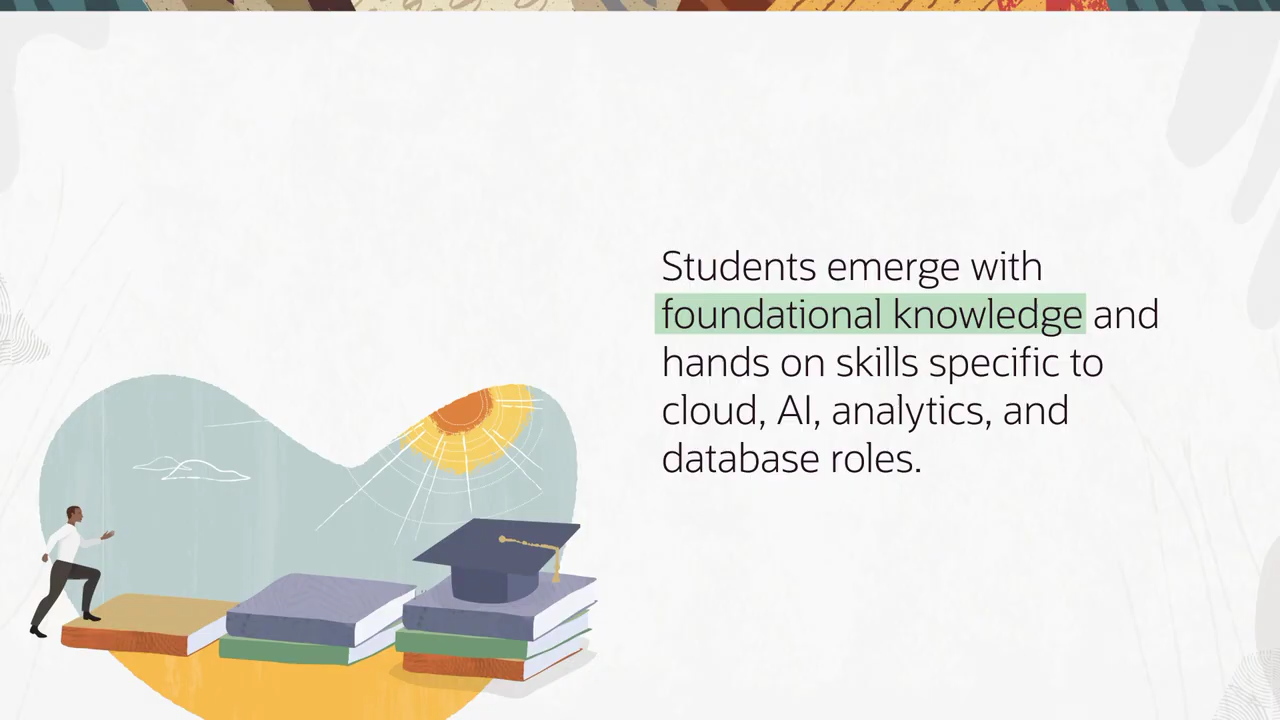 Students emerge with
foundational knowledge and
hands on skills specific to
cloud, AI, analytics, and
database roles.